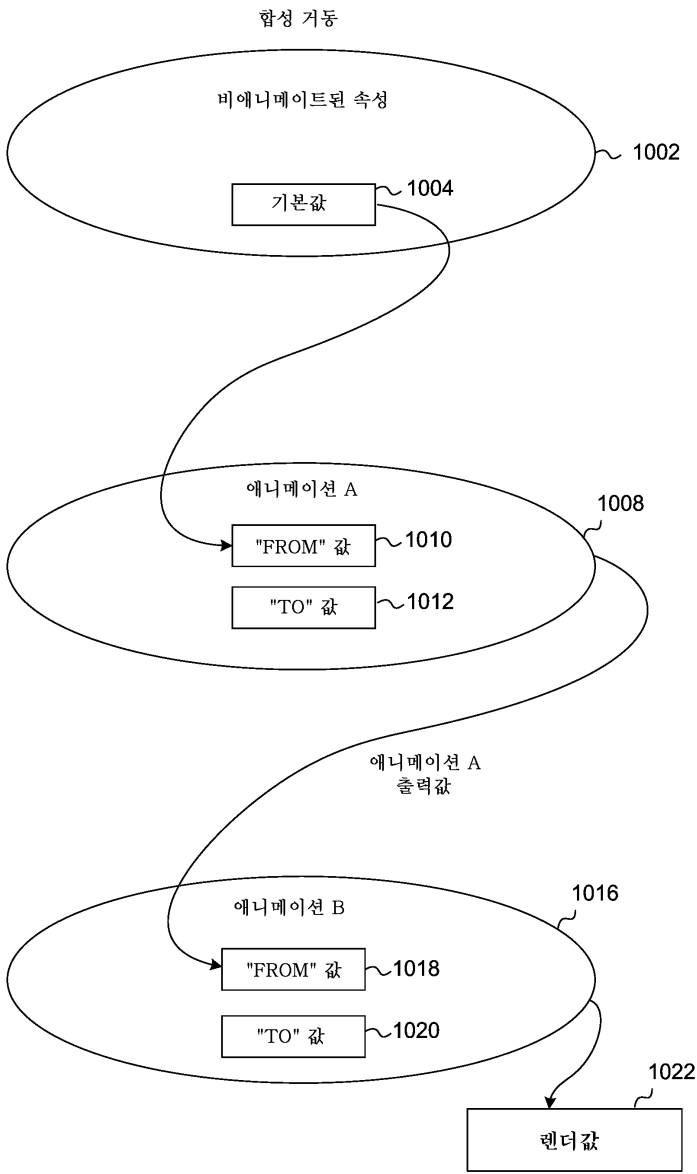 합성 거동
비애니메이트된 속성
1002
1004
기본값
애니메이션 A
1008
"FROM" 값
1010
"TO" 값
1012
애니메이션 A
출력값
애니메이션 B
1016
"FROM" 값
1018
"TO" 값
1020
1022
렌더값